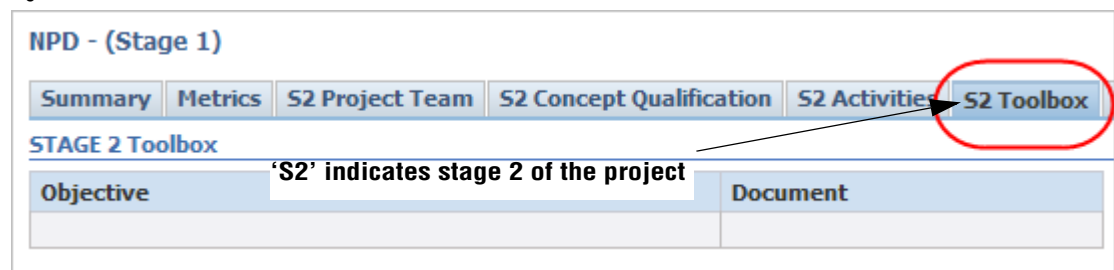 NPD - (Stage 1)
Summary Metrics S2 Project Team S2 Concept Qualification S2 Activities S2 Toolbox
STAGE 2 Toolbox
‘S2’ indicates stage 2 of the project
Objective Document